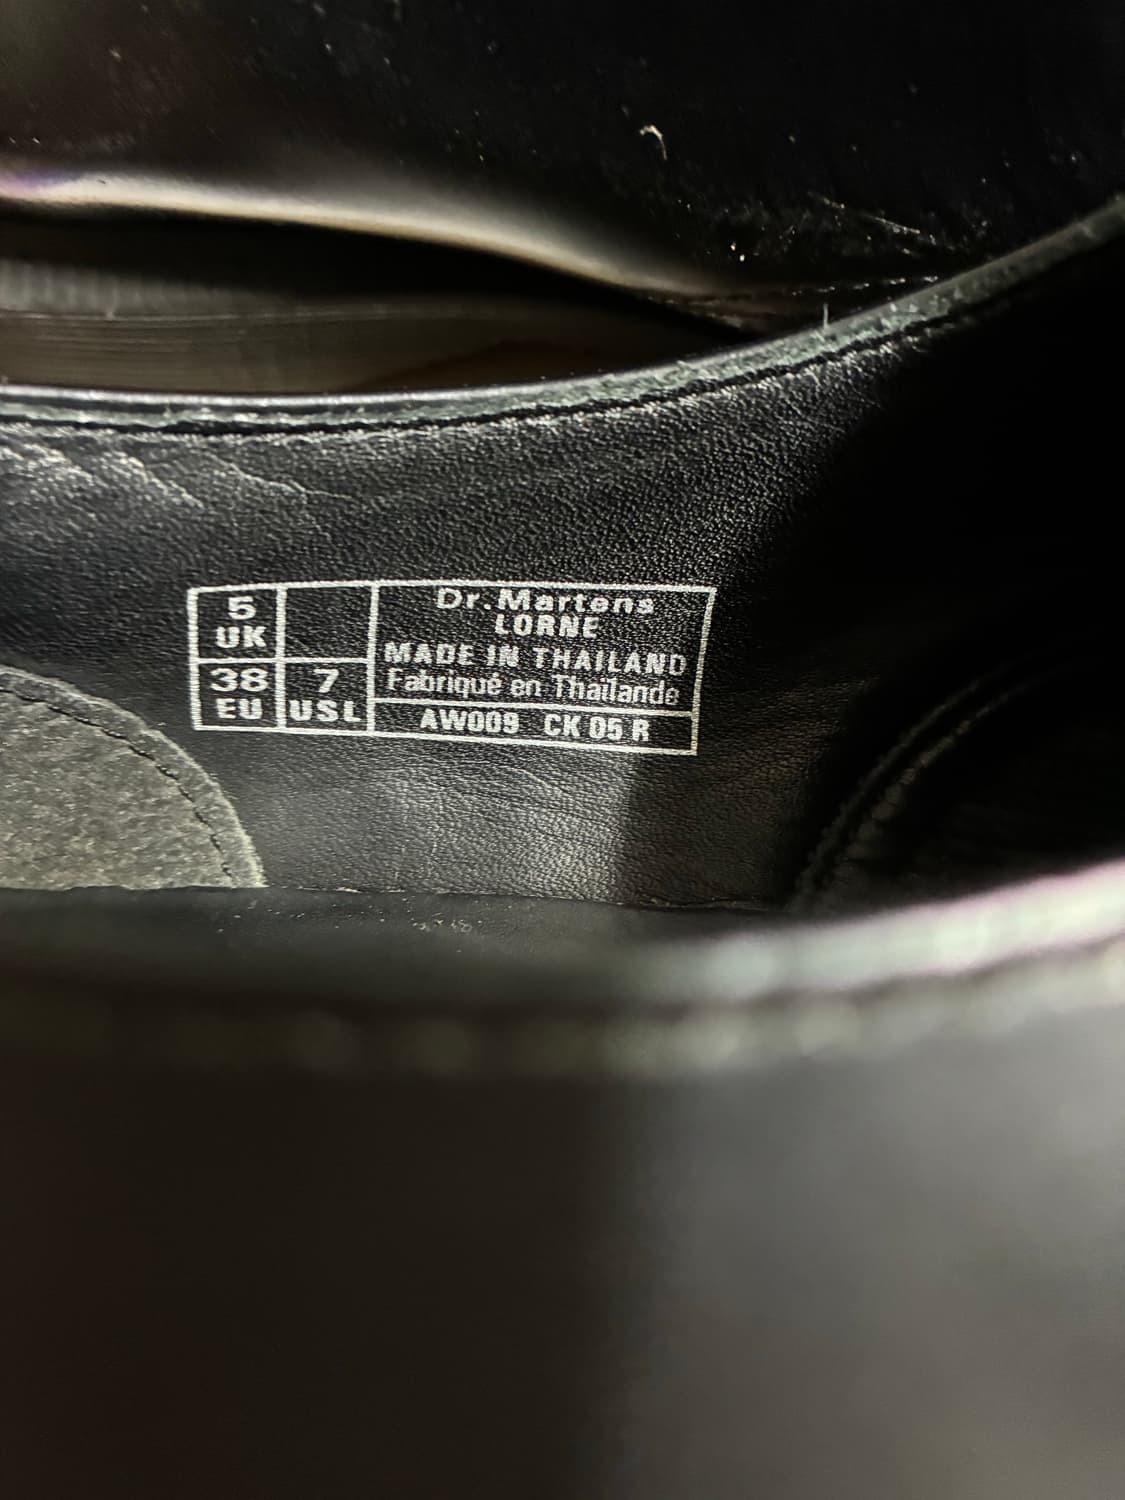 5
UK
38
EU
7
USL
Dr.Martens
LORNE
MADE IN THAILAND
Fabriqué en Thaïlande
AW009 CK 05 R